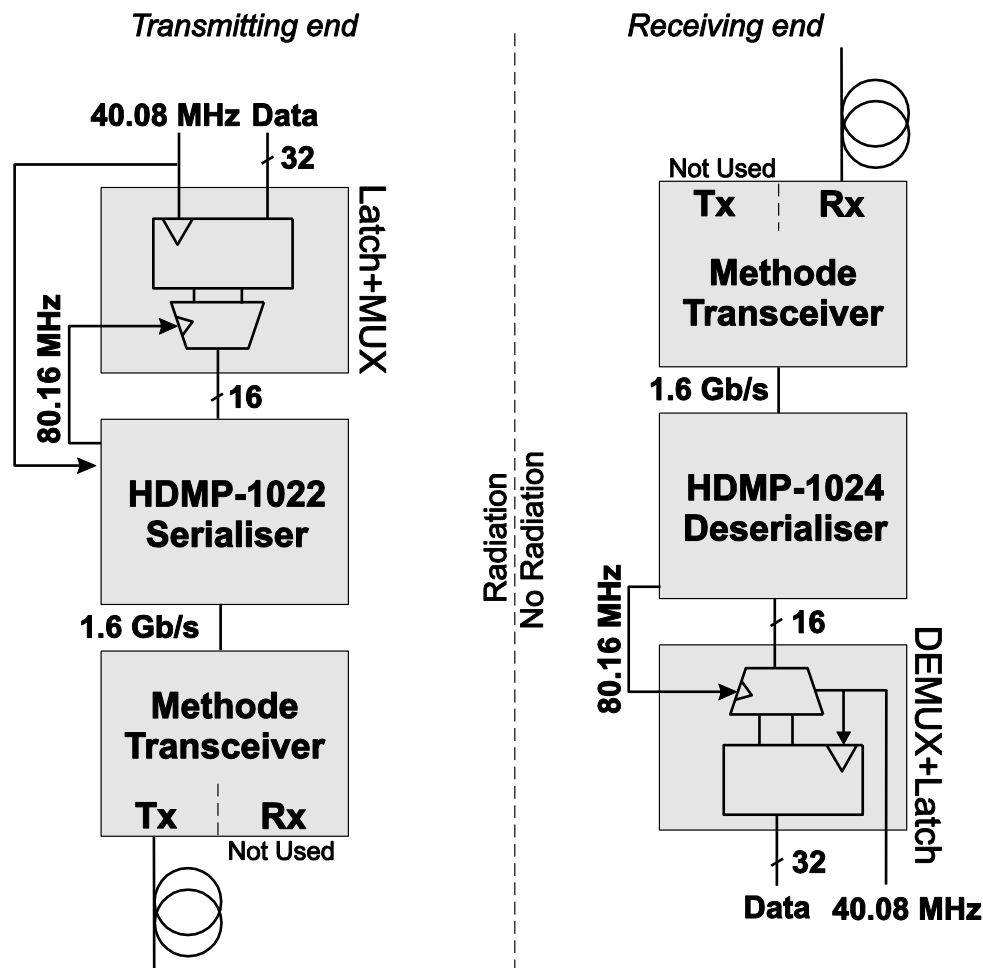 Transmitting end
40.08 MHz Data
32
Latch+MUX
80.16 MHz
16
HDMP-1022
Serialiser
1.6 Gb/s
Methode
Transceiver
Tx
Rx
Not Used
Radiation
No Radiation
Receiving end
Not Used
Tx
Rx
Methode
Transceiver
1.6 Gb/s
HDMP-1024
Deserialiser
80.16 MHz
16
DEMUX+Latch
32
Data 40.08 MHz